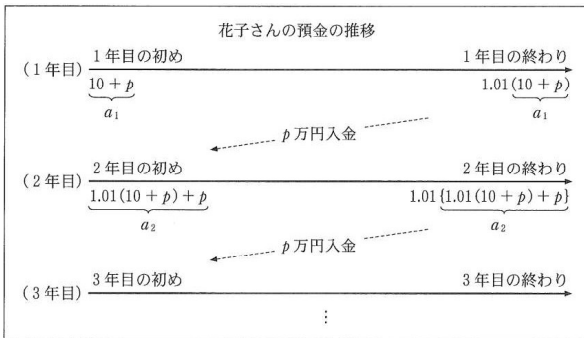 花子さんの預金の推移
1年目の初め 1年目の終わり
(1年目)
10 + p 1.01(10 + p)
a₁ a₁
p万円入金
2年目の初め 2年目の終わり
(2年目)
1.01(10 + p) + p 1.01{1.01(10 + p) + p}
a₂ a₂
p万円入金
3年目の初め 3年目の終わり
(3年目)
⋮